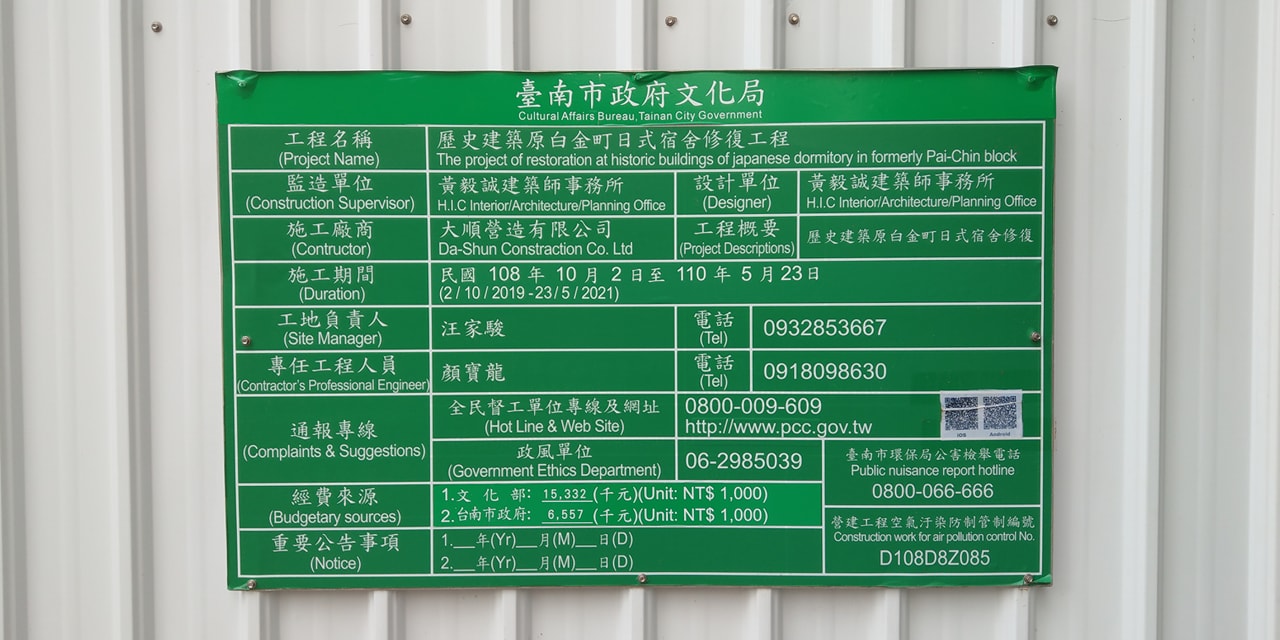 臺南市政府文化局
Cultural Affairs Bureau,Tainan City Government
工程名稱
(Project Name)
歷史建築原白金町日式宿舍修復工程
The project of restoration at historic buildings of japanese dormitory in formerly Pai-Chin block
監造單位
(Construction Supervisor)
黃毅誠建築師事務所
H.I.C Interior/Architecture/Planning Office
設計單位
(Designer)
黃毅誠建築師事務所
H.I.C Interior/Architecture/Planning Office
施工廠商
(Contructor)
大順營造有限公司
Da-Shun Constraction Co. Ltd
工程概要
(Project Descriptions)
歷史建築原白金町日式宿舍修復
施工期間
(Duration)
民國 108 年 10 月 2 日至 110 年 5 月 23 日
(2 / 10 / 2019 - 23 / 5 / 2021)
工地負責人
(Site Manager)
汪家駿
電話
(Tel)
0932853667
專任工程人員
(Contractor's Professional Engineer)
顏寶龍
電話
(Tel)
0918098630
通報專線
(Complaints & Suggestions)
全民督工單位專線及網址
(Hot Line & Web Site)
0800-009-609
http://www.pcc.gov.tw
iOS
Android
政風單位
(Government Ethics Department)
06-2985039
臺南市環保局公害檢舉電話
Public nuisance report hotline
0800-066-666
經費來源
(Budgetary sources)
1.文 化 部: 15,332 (千元)(Unit: NT$ 1,000)
2.台南市政府: 6,557 (千元)(Unit: NT$ 1,000)
營建工程空氣汙染防制管制編號
Construction work for air pollution control No.
D108D8Z085
重要公告事項
(Notice)
1.___年(Yr)___月(M)___日(D)
2.___年(Yr)___月(M)___日(D)